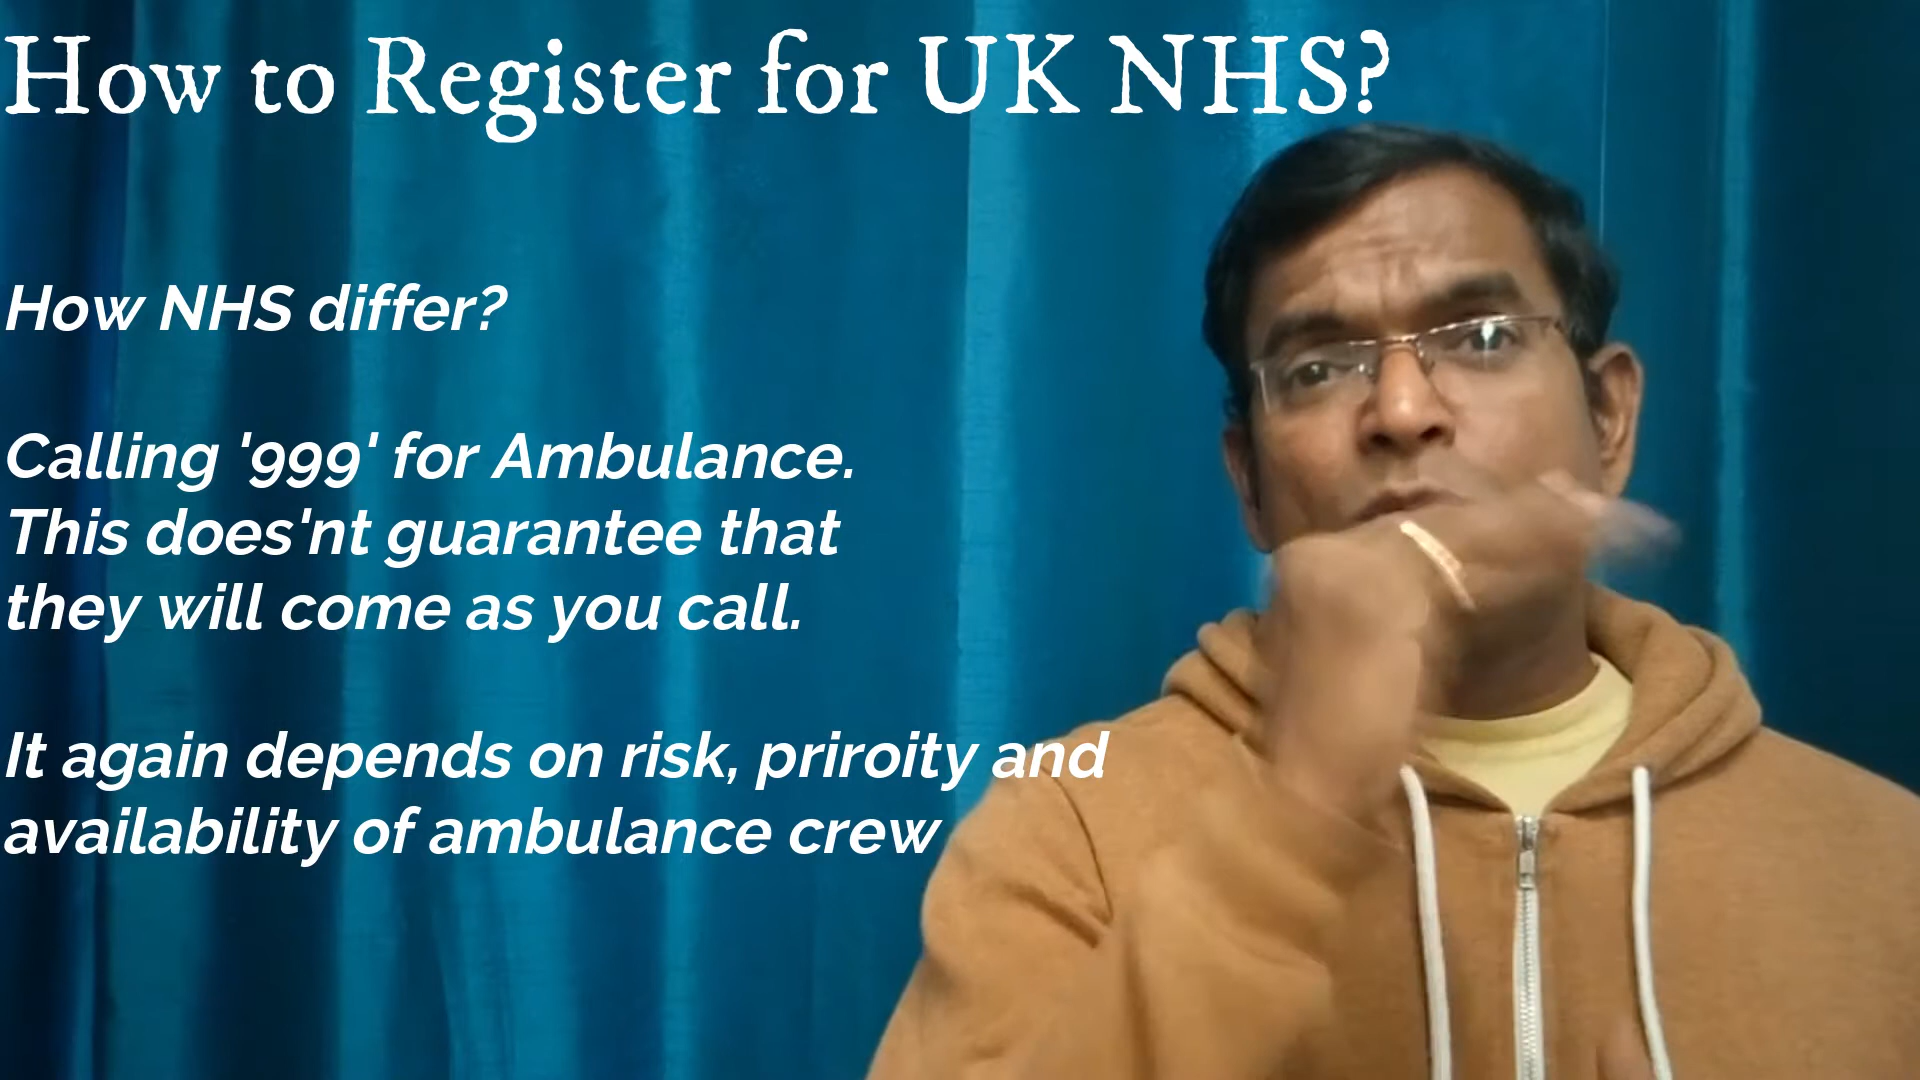 How to Register for UK NHS?
How NHS differ?
Calling '999' for Ambulance.
This does'nt guarantee that
they will come as you call.
It again depends on risk, priroity and
availability of ambulance crew